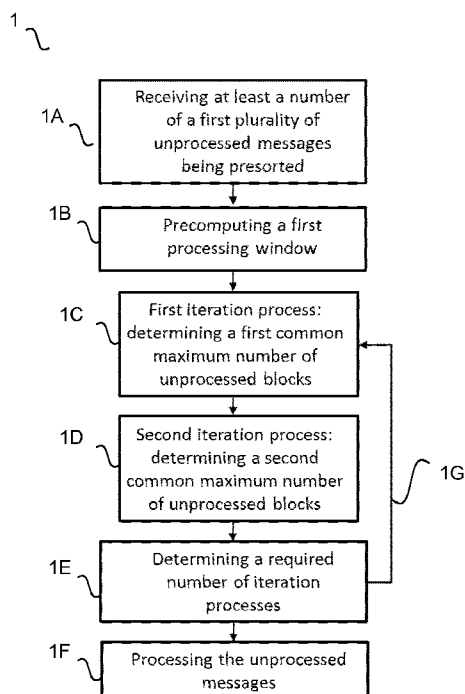 1
1A
Receiving at least a number
of a first plurality of
unprocessed messages
being presorted
1B
Precomputing a first
processing window
1C
First iteration process:
determining a first common
maximum number of
unprocessed blocks
1D
Second iteration process:
determining a second
common maximum number
of unprocessed blocks
1G
1E
Determining a required
number of iteration
processes
1F
Processing the unprocessed
messages